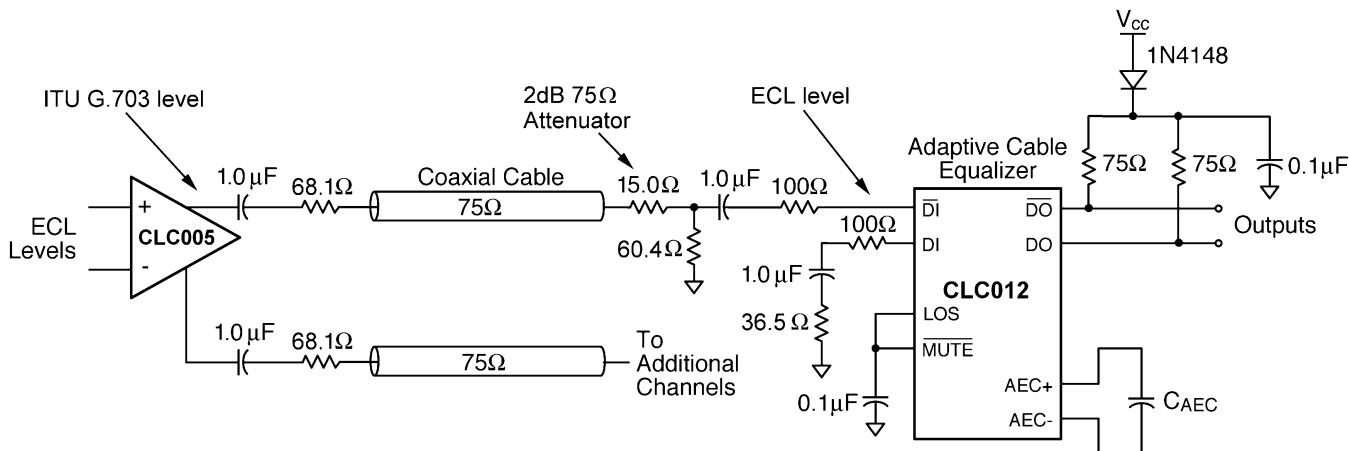 V_CC
1N4148
ITU G.703 level
2dB 75Ω
Attenuator
ECL level
Adaptive Cable
Equalizer
75Ω
75Ω
0.1µF
1.0µF
68.1Ω
Coaxial Cable
75Ω
15.0Ω
1.0µF
100Ω
ECL
Levels
+
-
CLC005
60.4Ω
100Ω
1.0µF
36.5Ω
DI
DI
LOS
MUTE
CLC012
DO
DO
AEC+
AEC-
Outputs
1.0µF
68.1Ω
75Ω
To
Additional
Channels
0.1µF
C_AEC